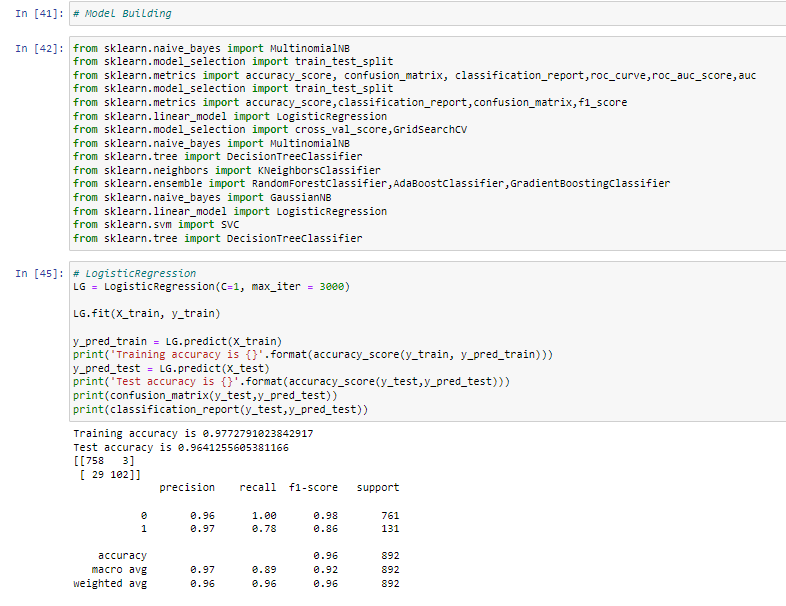 In [41]: # Model Building
In [42]: from sklearn.naive_bayes import MultinomialNB
from sklearn.model_selection import train_test_split
from sklearn.metrics import accuracy_score, confusion_matrix, classification_report,roc_curve,roc_auc_score,auc
from sklearn.model_selection import train_test_split
from sklearn.metrics import accuracy_score,classification_report,confusion_matrix,f1_score
from sklearn.linear_model import LogisticRegression
from sklearn.model_selection import cross_val_score,GridSearchCV
from sklearn.naive_bayes import MultinomialNB
from sklearn.tree import DecisionTreeClassifier
from sklearn.neighbors import KNeighborsClassifier
from sklearn.ensemble import RandomForestClassifier,AdaBoostClassifier,GradientBoostingClassifier
from sklearn.naive_bayes import GaussianNB
from sklearn.linear_model import LogisticRegression
from sklearn.svm import SVC
from sklearn.tree import DecisionTreeClassifier
In [45]: # LogisticRegression
LG = LogisticRegression(C=1, max_iter = 3000)
LG.fit(X_train, y_train)
y_pred_train = LG.predict(X_train)
print('Training accuracy is {}'.format(accuracy_score(y_train, y_pred_train)))
y_pred_test = LG.predict(X_test)
print('Test accuracy is {}'.format(accuracy_score(y_test,y_pred_test)))
print(confusion_matrix(y_test,y_pred_test))
print(classification_report(y_test,y_pred_test))
Training accuracy is 0.9772791023842917
Test accuracy is 0.9641255605381166
[[758   3]
 [ 29 102]]
precision    recall  f1-score   support
0       0.96      1.00      0.98       761
1       0.97      0.78      0.86       131
accuracy                           0.96       892
macro avg       0.97      0.89      0.92       892
weighted avg       0.96      0.96      0.96       892